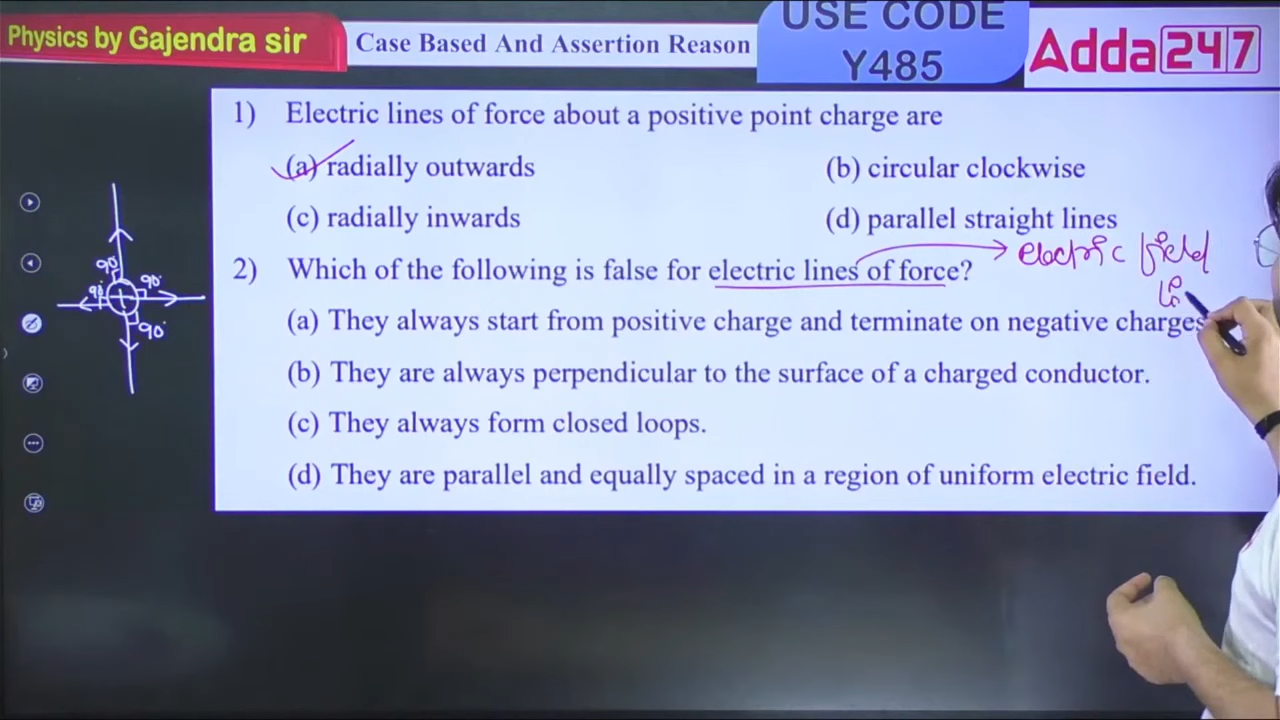 Physics by Gajendra sir
Case Based And Assertion Reason
USE CODE
Y485
Adda247
1) Electric lines of force about a positive point charge are
(a) radially outwards
(b) circular clockwise
(c) radially inwards
(d) parallel straight lines
electric field
li
2) Which of the following is false for electric lines of force?
(a) They always start from positive charge and terminate on negative charges
(b) They are always perpendicular to the surface of a charged conductor.
(c) They always form closed loops.
(d) They are parallel and equally spaced in a region of uniform electric field.
90°
90°
90°
90°
+